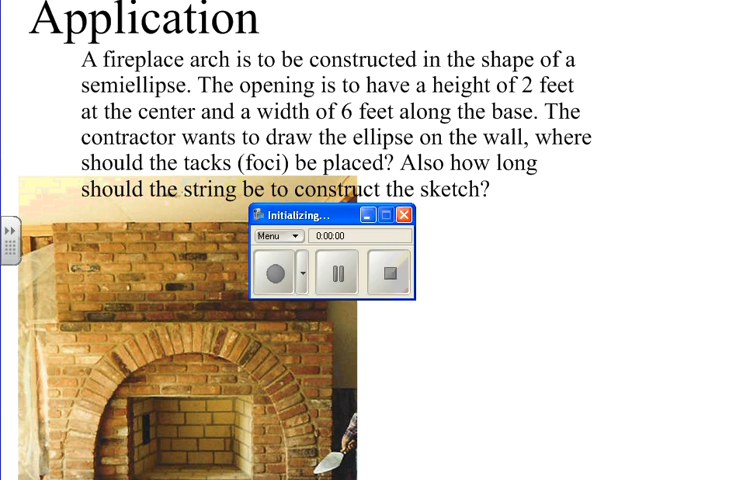 Application
A fireplace arch is to be constructed in the shape of a
semiellipse. The opening is to have a height of 2 feet
at the center and a width of 6 feet along the base. The
contractor wants to draw the ellipse on the wall, where
should the tacks (foci) be placed? Also how long
should the string be to construct the sketch?
Initializing...
Menu 0:00:00